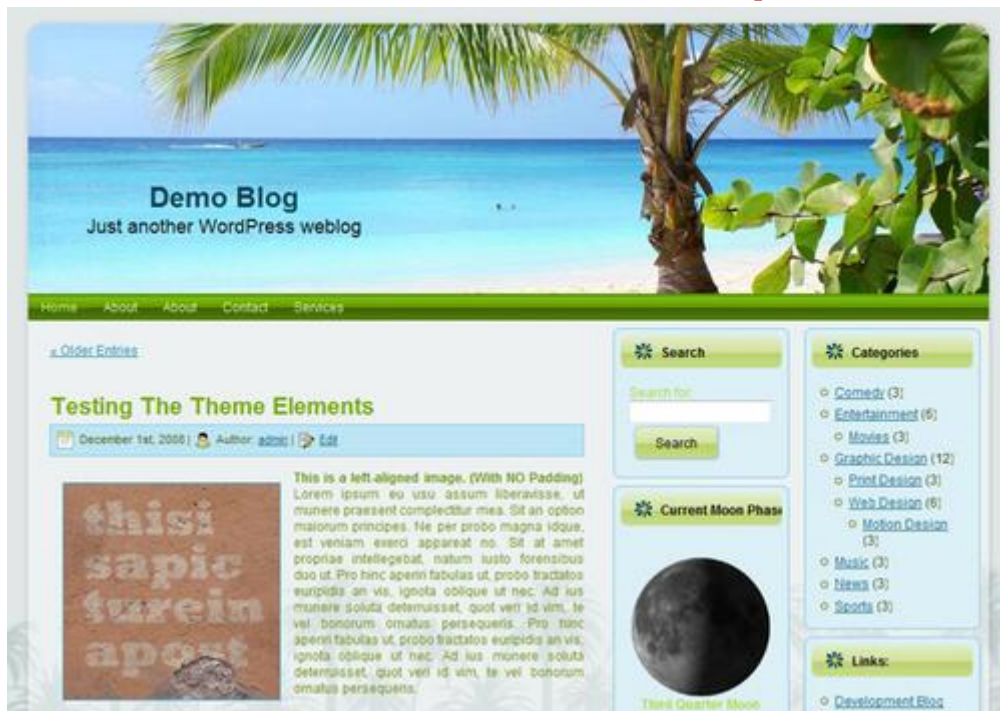 Demo Blog
Just another WordPress weblog
Home About About Contact Services
« Older Entries
Testing The Theme Elements
December 1st, 2008 | Author: admin | Edit
thisi
sapic
turein
apost
This is a left aligned image. (With NO Padding)
Lorem ipsum eu usu assum liberavisse, ut
munere praesent complectitur mea. Sit an option
maiorum principes. Ne per probo magna idque,
est veniam exerci appareat no. Sit at amet
propriae intellegebat, natum iusto forensibus
duo ut. Pro hinc aperiri fabulas ut, probo tractatos
euripidis an vis, ignota oblique ut nec. Ad ius
munere soluta deterruisset, quot veri id vim, te
vel bonorum ornatus persequeris. Pro hinc
aperiri fabulas ut, probo tractatos euripidis an vis,
ignota oblique ut nec. Ad ius munere soluta
deterruisset, quot veri id vim, te vel bonorum
ornatus persequeris.
Search
Search for:
Search
Current Moon Phase
Third Quarter Moon
Categories
Comedy (3)
Entertainment (6)
Movies (3)
Graphic Design (12)
Print Design (3)
Web Design (6)
Motion Design
(3)
Music (3)
News (3)
Sports (3)
Links:
Development Blog